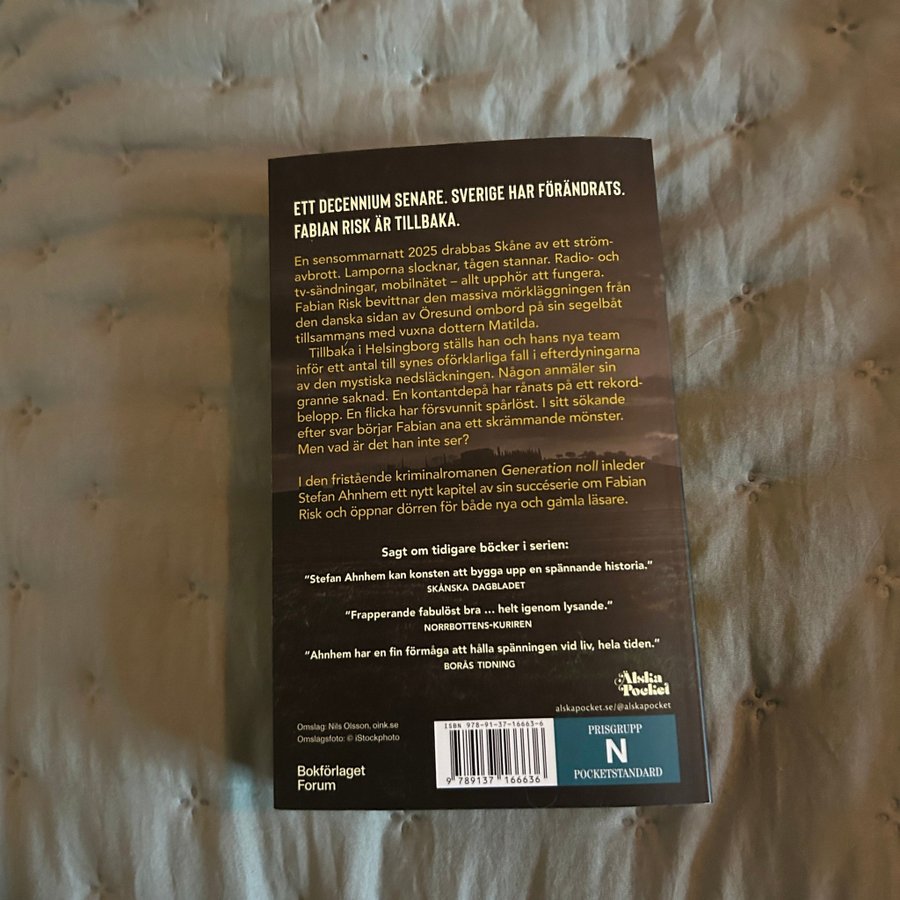 ETT DECENNIUM SENARE. SVERIGE HAR FÖRÄNDRATS.
FABIAN RISK ÄR TILLBAKA.
En sensommarnatt 2025 drabbas Skåne av ett ström-
avbrott. Lamporna slocknar, tågen stannar. Radio- och
tv-sändningar, mobilnätet – allt upphör att fungera.
Fabian Risk bevittnar den massiva mörkläggningen från
den danska sidan av Öresund ombord på sin segelbåt
tillsammans med vuxna dottern Matilda.
Tillbaka i Helsingborg ställs han och hans nya team
inför ett antal till synes oförklarliga fall i efterdyningarna
av den mystiska nedsläckningen. Någon anmäler sin
granne saknad. En kontantdepå har rånats på ett rekord-
belopp. En flicka har försvunnit spårlöst. I sitt sökande
efter svar börjar Fabian ana ett skrämmande mönster.
Men vad är det han inte ser?
I den fristående kriminalromanen Generation noll inleder
Stefan Ahnhem ett nytt kapitel av sin succéserie om Fabian
Risk och öppnar dörren för både nya och gamla läsare.
Sagt om tidigare böcker i serien:
”Stefan Ahnhem kan konsten att bygga upp en spännande historia.”
SKÅNSKA DAGBLADET
”Frapperande fabulöst bra ... helt igenom lysande.”
NORRBOTTENS-KURIREN
”Ahnhem har en fin förmåga att hålla spänningen vid liv, hela tiden.”
BORÅS TIDNING
Älska
Pocket
alskapocket.se/@alskapocket
Omslag: Nils Olsson, oink.se
Omslagsfoto: © iStockphoto
Bokförlaget
Forum
ISBN 978-91-37-16663-6
9 789137 166636
PRISGRUPP
N
POCKETSTANDARD